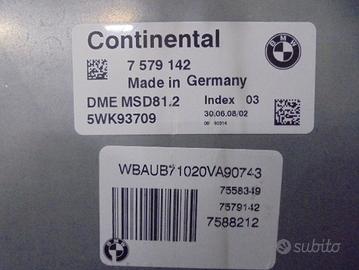 Continental
BMW
7 579 142
Made in Germany
DME MSD81.2 Index 03
5WK93709 30.06.08/02
WBAUB71020VA90743
7558349
7579142
7588212
subito